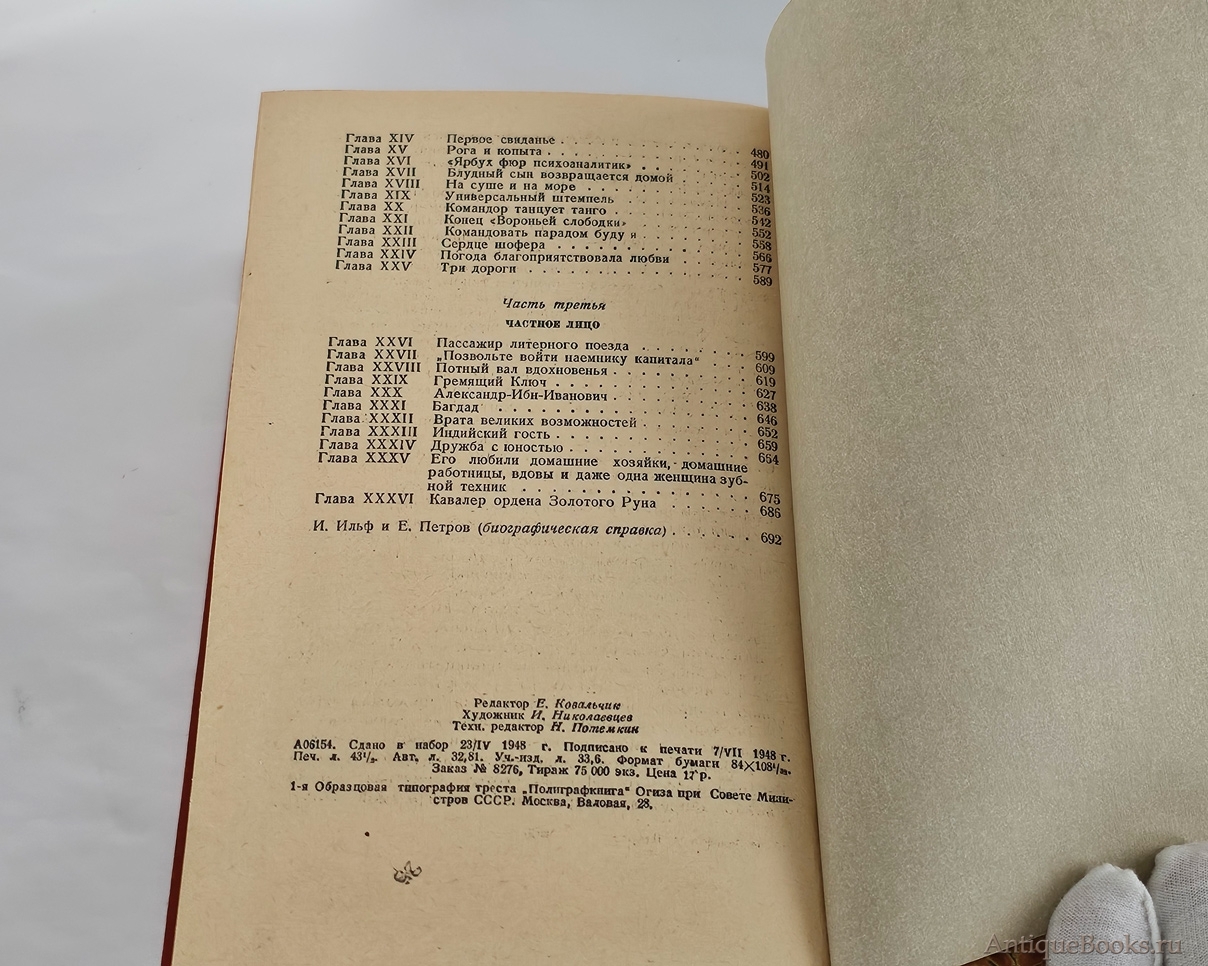 Глава XIV Первое свиданье . . . . . . . . . . 480
Глава XV Рога и копыта . . . . . . . . . . 491
Глава XVI «Ярбух фюр психоаналитик» . . . . . . 502
Глава XVII Блудный сын возвращается домой . . . . 514
Глава XVIII На суше и на море . . . . . . . . 523
Глава XIX Универсальный штемпель . . . . . . 536
Глава XX Командор танцует танго . . . . . . 542
Глава XXI Конец «Вороньей слободки» . . . . . 552
Глава XXII Командовать парадом буду и . . . . . 558
Глава XXIII Сердце шофера . . . . . . . . . 566
Глава XXIV Погода благоприятствовала любви . . . . 577
Глава XXV Три дороги . . . . . . . . . . 589
Часть третья
ЧАСТНОЕ ЛИЦО
Глава XXVI Пассажир литерного поезда . . . . . 599
Глава XXVII „Позвольте войти наемнику капитала“ . . 609
Глава XXVIII Потный вал вдохновенья . . . . . . 619
Глава XXIX Гремящий Ключ . . . . . . . . . 627
Глава XXX Александр-Ибн-Иванович . . . . . . 638
Глава XXXI Багдад . . . . . . . . . . . 646
Глава XXXII Врата великих возможностей . . . . . 652
Глава XXXIII Индийский гость . . . . . . . . 659
Глава XXXIV Дружба с юностью . . . . . . . . 664
Глава XXXV Его любили домашние хозяйки, домашние
работницы, вдовы и даже одна женщина зуб-
ной техник . . . . . . . . . . 675
Глава XXXVI Кавалер ордена Золотого Руна . . . . . 686
И. Ильф и Е. Петров (биографическая справка) . . . . . 692
Редактор Е. Ковальчик
Художник И. Николаевцев
Техн. редактор Н. Потемкин
А06154. Сдано в набор 23/IV 1948 г. Подписано к печати 7/VII 1948 г.
Печ. л. 43½. Авт. л. 32,81. Уч.-изд. л. 33,6. Формат бумаги 84×108¹/₃₂.
Заказ № 8276, Тираж 75 000 экз. Цена 17 р.
1-я Образцовая типография треста „Полиграфкнига“ Огиза при Совете Мини-
стров СССР. Москва, Валовая, 28.
AntiqueBooks.ru